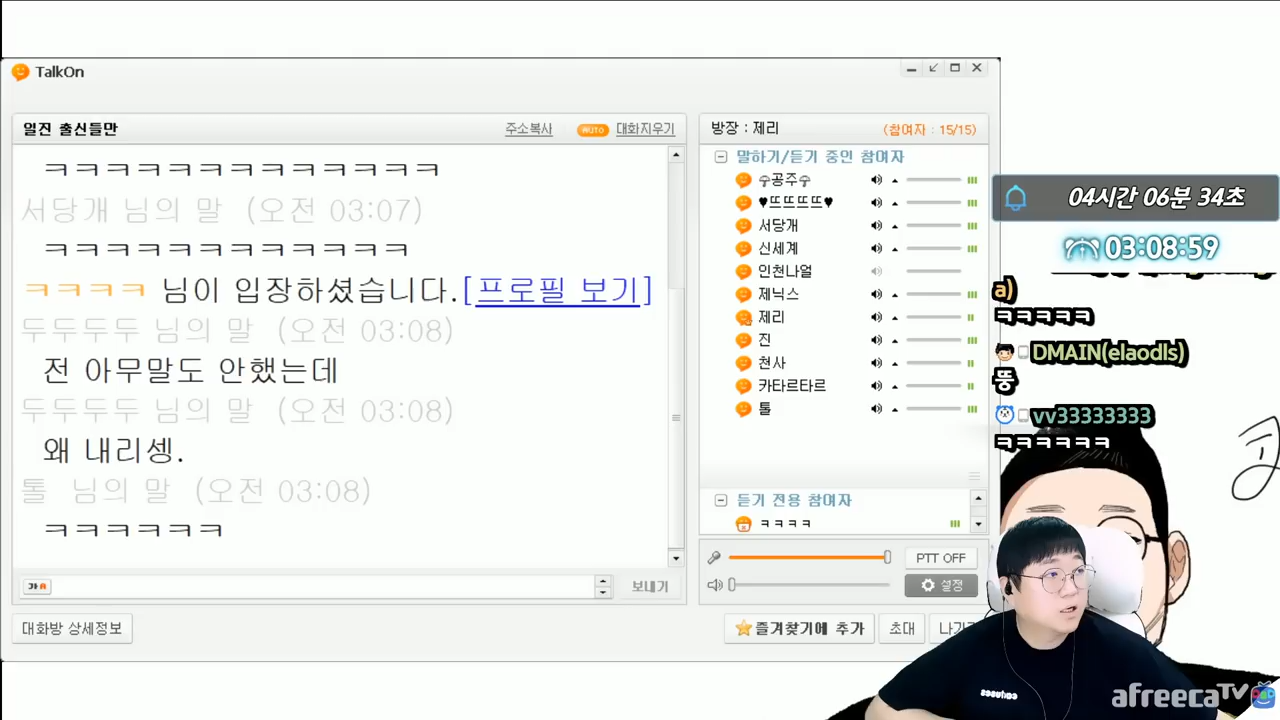 TalkOn
일진 출신들만
주소복사
AUTO
대화지우기
ㅋㅋㅋㅋㅋㅋㅋㅋㅋㅋㅋㅋㅋ
서당개 님의 말 (오전 03:07)
ㅋㅋㅋㅋㅋㅋㅋㅋㅋㅋㅋㅋ
ㅋㅋㅋㅋ 님이 입장하셨습니다.[프로필 보기]
두두두두 님의 말 (오전 03:08)
전 아무말도 안했는데
두두두두 님의 말 (오전 03:08)
왜 내리셍.
톨 님의 말 (오전 03:08)
ㅋㅋㅋㅋㅋㅋ
가
보내기
대화방 상세정보
방장 : 제리
(참여자 : 15/15)
말하기/듣기 중인 참여자
공주
♥뜨뜨뜨뜨♥
서당개
신세계
인천나얼
제닉스
제리
진
천사
카타르타르
톨
듣기 전용 참여자
ㅋㅋㅋㅋ
PTT OFF
설정
즐겨찾기에 추가
초대
나가기
04시간 06분 34초
03:08:59
a)
ㅋㅋㅋㅋㅋ
DMAIN(elaodls)
뚱
vv33333333
ㅋㅋㅋㅋㅋㅋ
afreecaTV